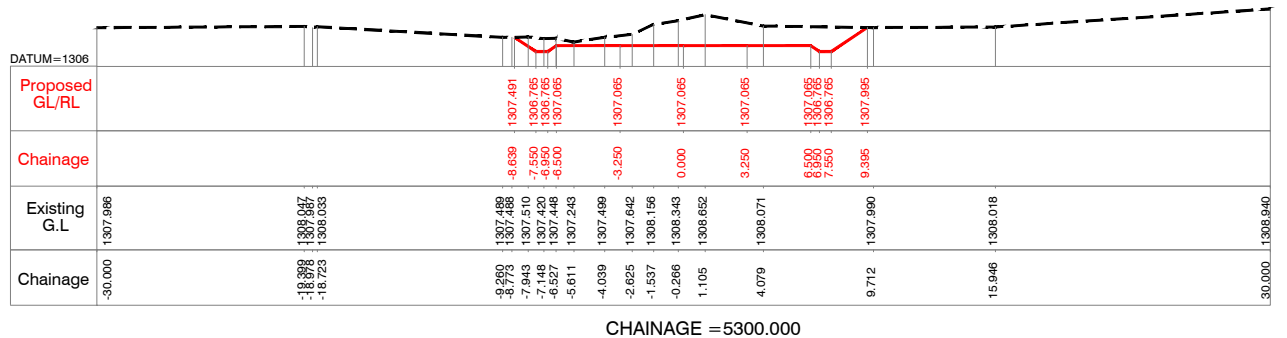 DATUM=1306
Proposed GL/RL
1307.491 1306.765 1306.765 1307.065 1307.065 1307.065 1307.065 1307.065 1306.765 1306.765 1307.995
Chainage
-8.639 -7.550 -6.950 -6.500 -3.250 0.000 3.250 6.500 6.950 7.550 9.395
Existing G.L
1307.986 1308.047 1307.987 1308.033 1307.489 1307.488 1307.510 1307.420 1307.448 1307.243 1307.499 1307.642 1308.156 1308.343 1308.652 1308.071 1307.990 1308.018 1308.940
Chainage
-30.000 -19.399 -18.978 -18.723 -9.260 -8.773 -7.943 -7.148 -6.527 -5.611 -4.039 -2.625 -1.537 -0.266 1.105 4.079 9.712 15.946 30.000
CHAINAGE =5300.000